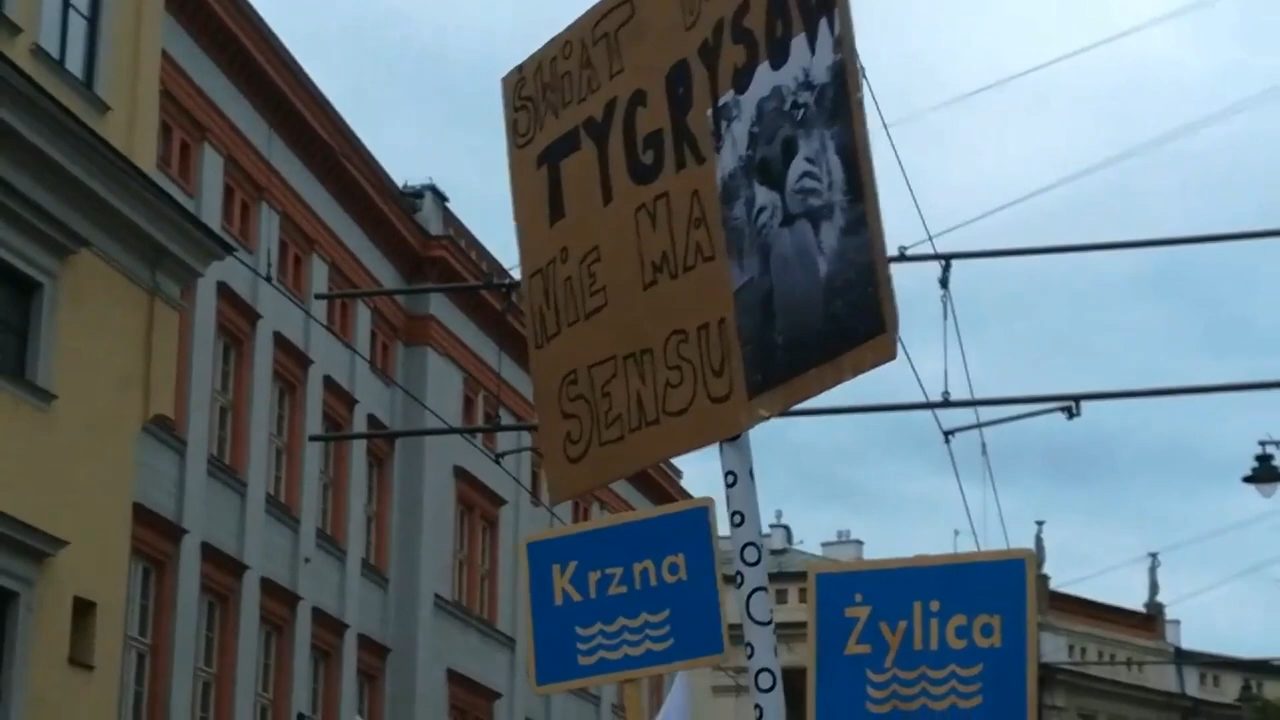 ŚWiAT
TYGRYSÓW
NiE MA
SENSU
Krzna
Żylica